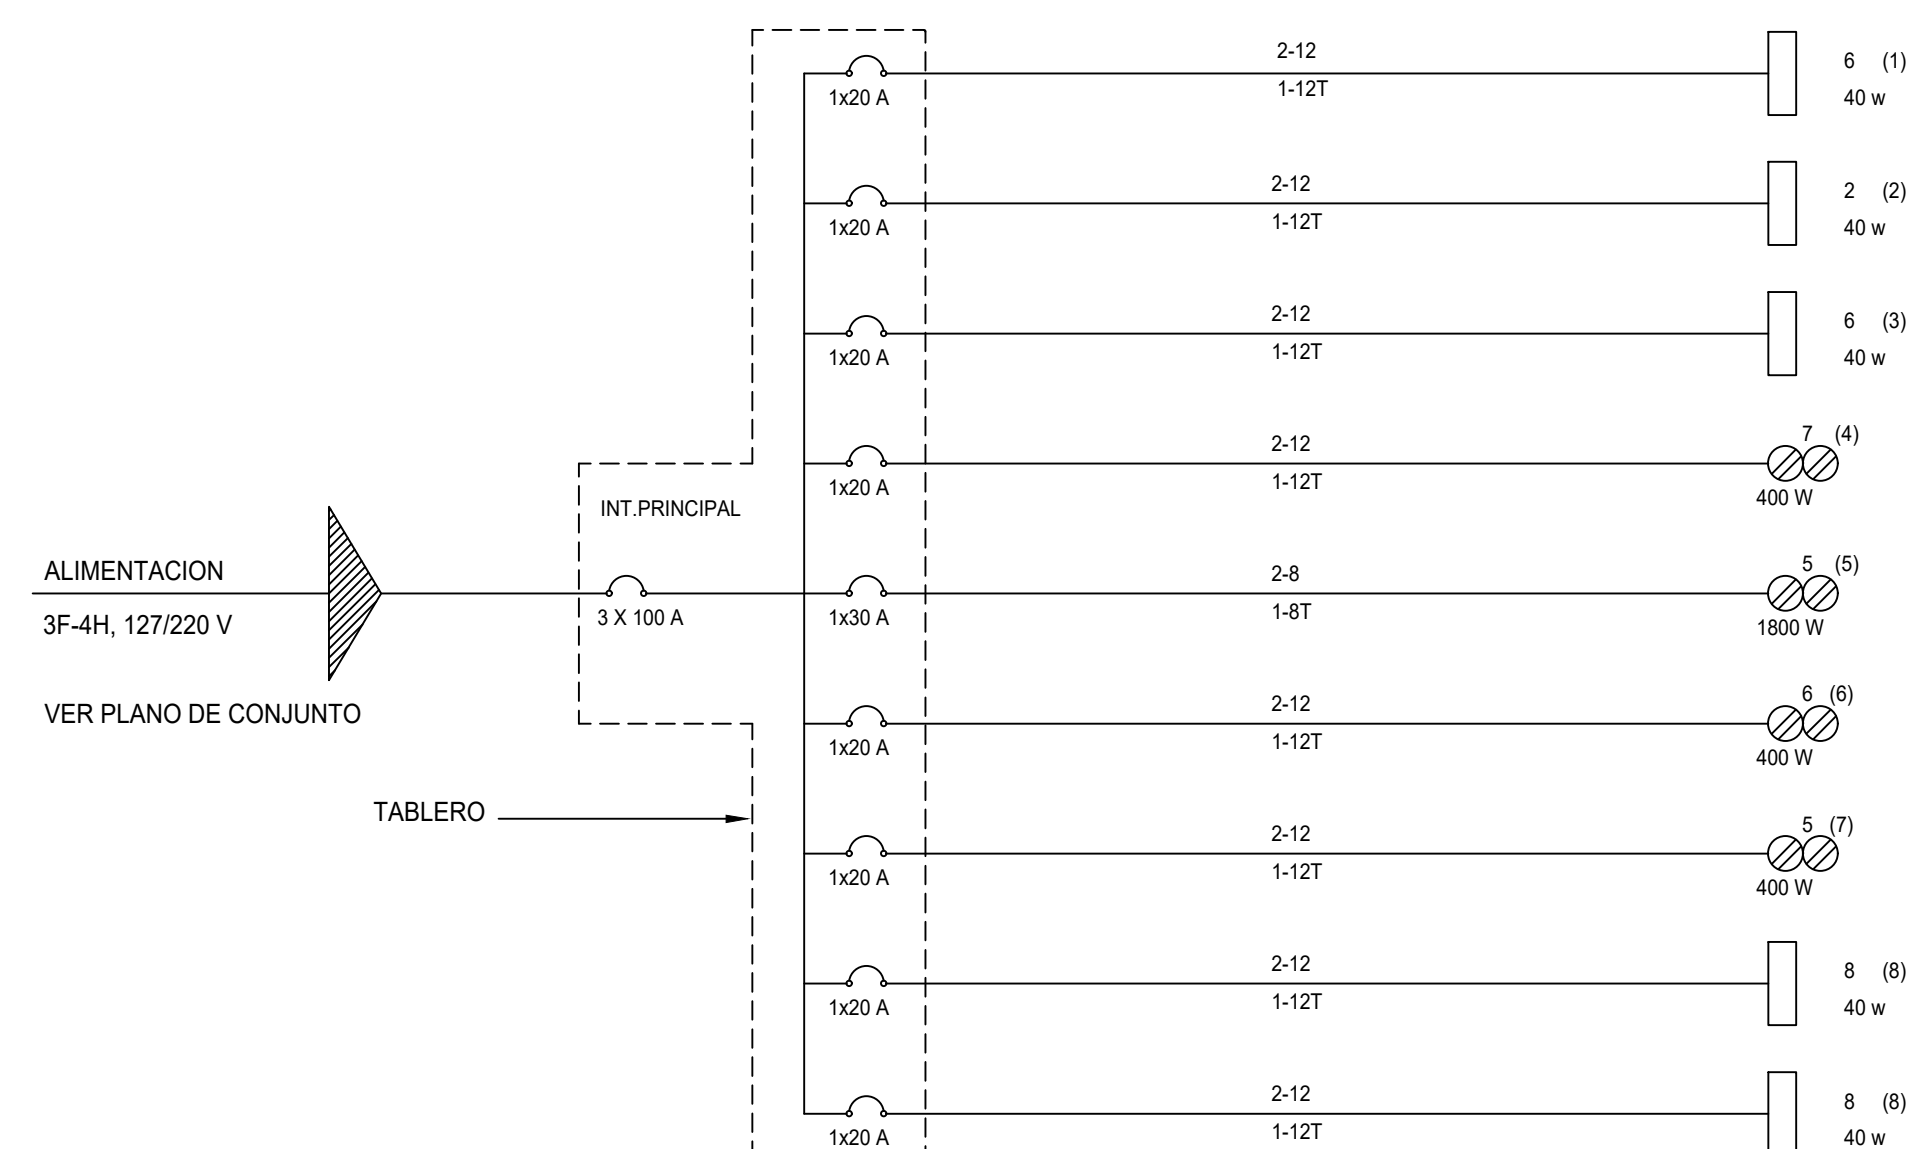 2-12
6 (1)
1x20 A
1-12T
40 w
2-12
2 (2)
1x20 A
1-12T
40 w
2-12
6 (3)
1x20 A
1-12T
40 w
2-12
7 (4)
1x20 A
1-12T
400 W
INT.PRINCIPAL
ALIMENTACION
3F-4H, 127/220 V
VER PLANO DE CONJUNTO
3 X 100 A
2-8
5 (5)
1x30 A
1-8T
1800 W
2-12
6 (6)
1x20 A
1-12T
400 W
TABLERO
2-12
5 (7)
1x20 A
1-12T
400 W
2-12
8 (8)
1x20 A
1-12T
40 w
2-12
8 (8)
1x20 A
1-12T
40 w